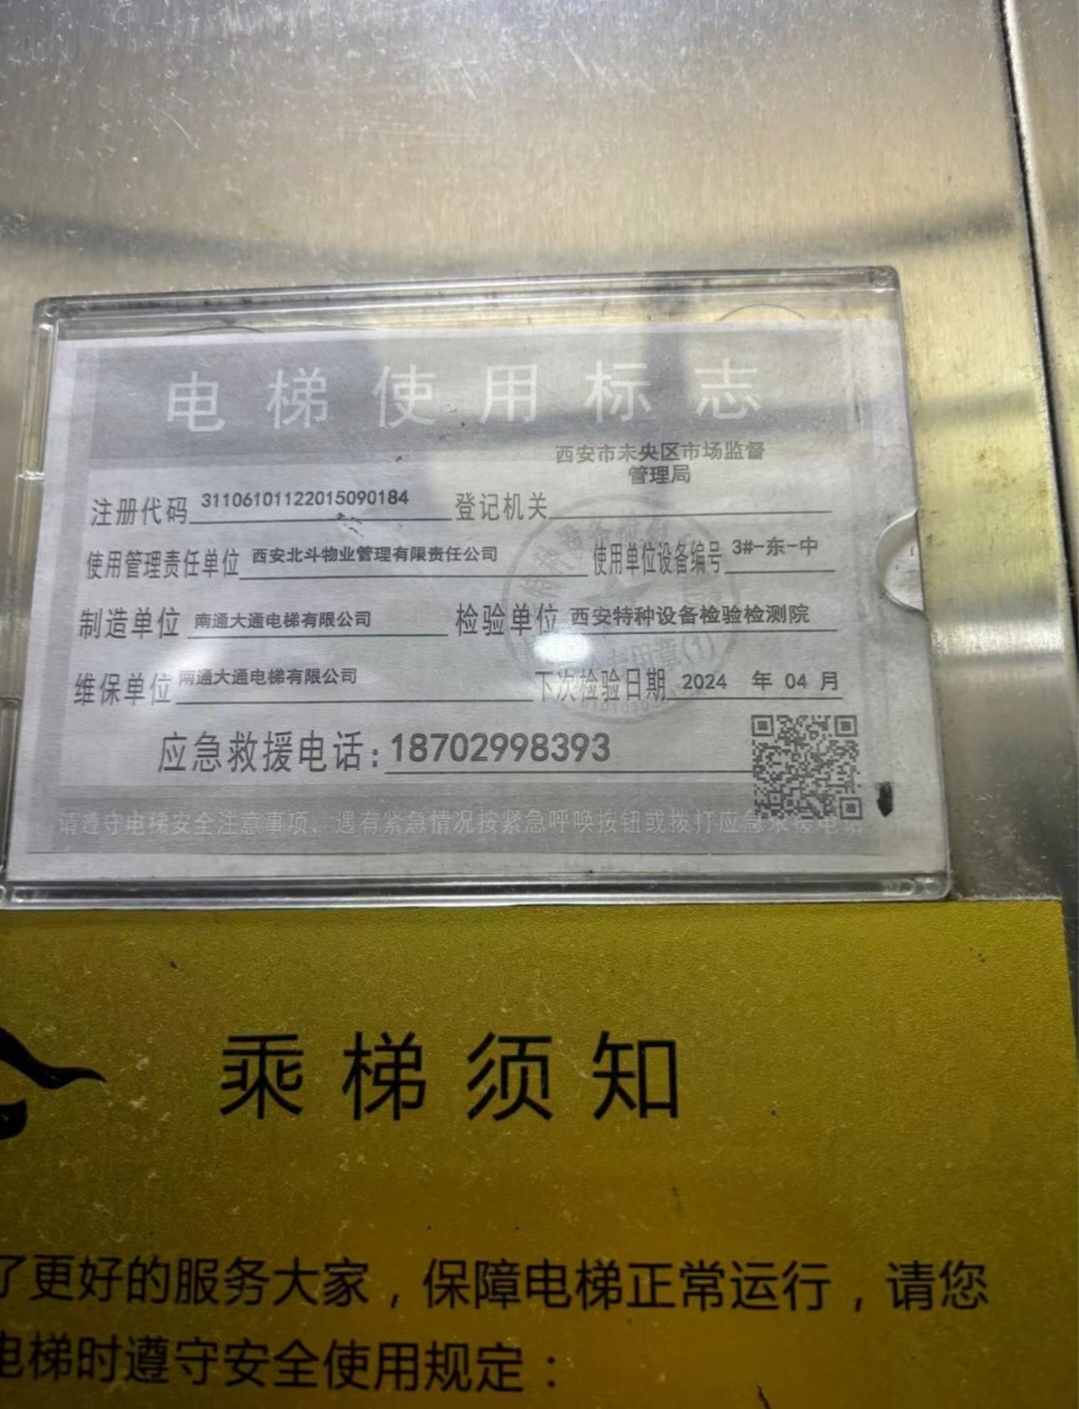 电梯使用标志
注册代码 31106101122015090184 登记机关 西安市未央区市场监督管理局
使用管理责任单位 西安北斗物业管理有限责任公司 使用单位设备编号 3#-东-中
制造单位 南通大通电梯有限公司 检验单位 西安特种设备检验检测院
维保单位 南通大通电梯有限公司 下次检验日期 2024 年 04 月
应急救援电话:18702998393
请遵守电梯安全注意事项、遇有紧急情况按紧急呼唤按钮或拨打应急
乘梯须知
了更好的服务大家，保障电梯正常运行，请您
电梯时遵守安全使用规定：